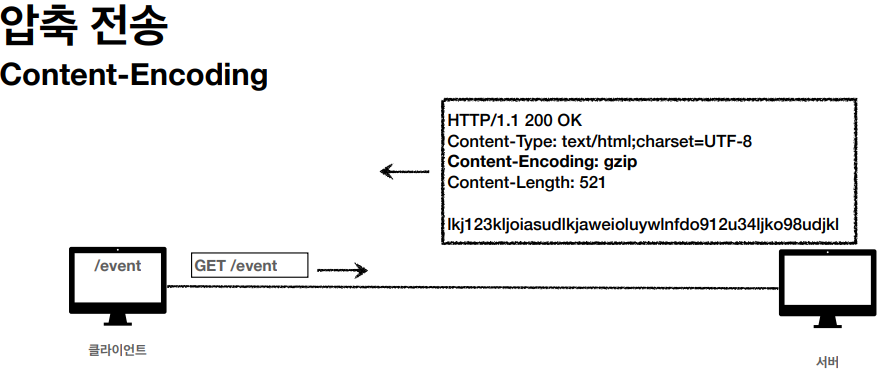 압축 전송
Content-Encoding
HTTP/1.1 200 OK
Content-Type: text/html;charset=UTF-8
Content-Encoding: gzip
Content-Length: 521
lkj123kljoiasudlkjaweioluywlnfdo912u34ljko98udjkl
/event
GET /event
클라이언트
서버